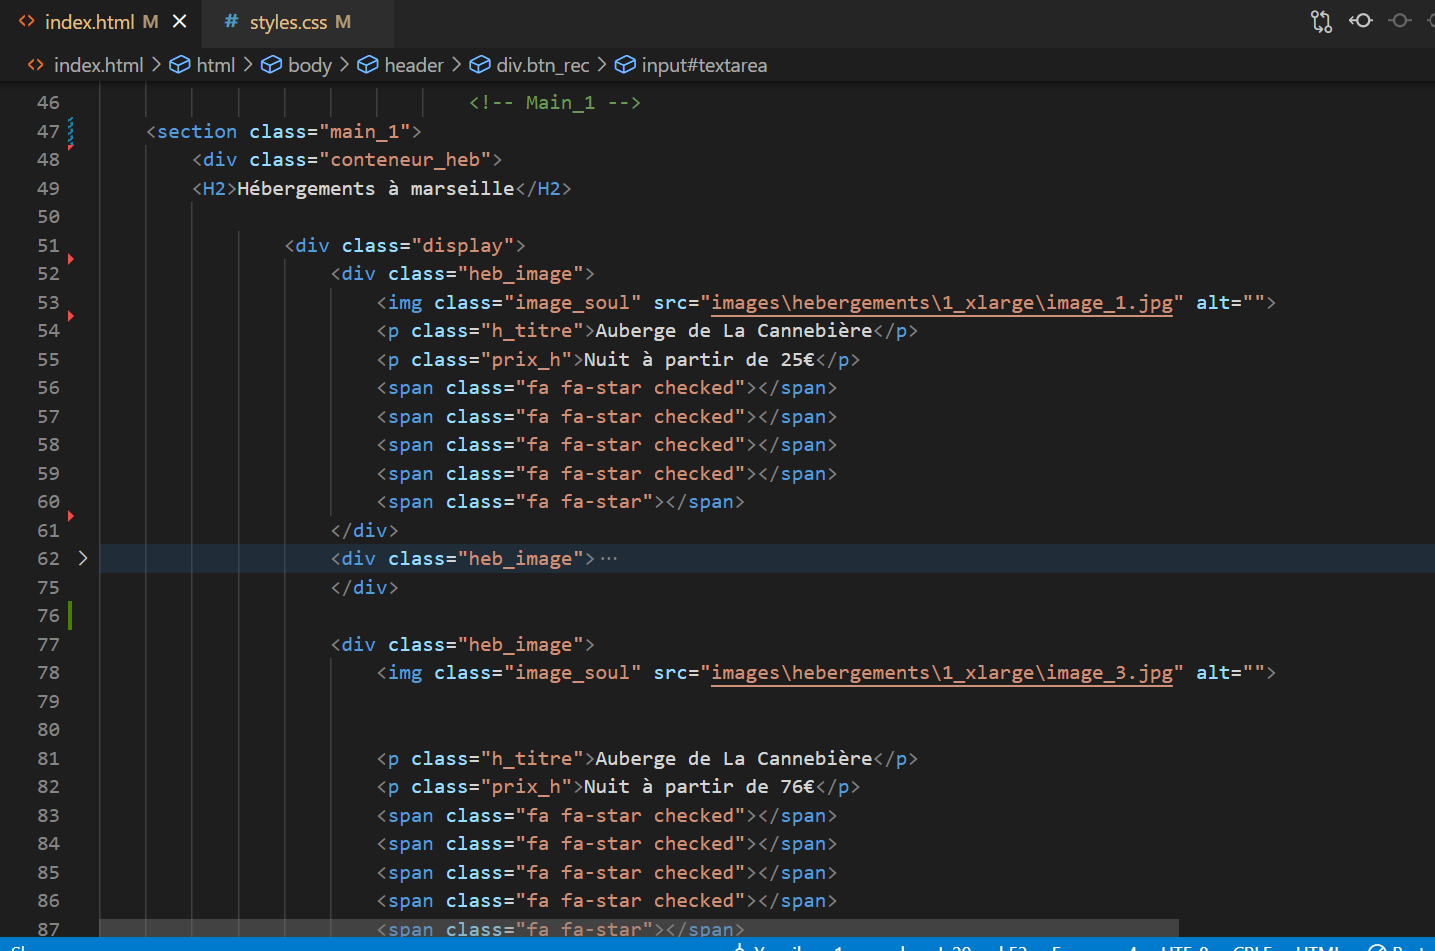 index.html M
styles.css M
index.html > html > body > header > div.btn_rec > input#textarea
46 <!-- Main_1 -->
47 <section class="main_1">
48 <div class="conteneur_heb">
49 <H2>Hébergements à marseille</H2>
50
51 <div class="display">
52 <div class="heb_image">
53 <img class="image_soul" src="images\hebergements\1_xlarge\image_1.jpg" alt="">
54 <p class="h_titre">Auberge de La Cannebière</p>
55 <p class="prix_h">Nuit à partir de 25€</p>
56 <span class="fa fa-star checked"></span>
57 <span class="fa fa-star checked"></span>
58 <span class="fa fa-star checked"></span>
59 <span class="fa fa-star checked"></span>
60 <span class="fa fa-star"></span>
61 </div>
62 <div class="heb_image">···
75 </div>
76
77 <div class="heb_image">
78 <img class="image_soul" src="images\hebergements\1_xlarge\image_3.jpg" alt="">
79
80
81 <p class="h_titre">Auberge de La Cannebière</p>
82 <p class="prix_h">Nuit à partir de 76€</p>
83 <span class="fa fa-star checked"></span>
84 <span class="fa fa-star checked"></span>
85 <span class="fa fa-star checked"></span>
86 <span class="fa fa-star checked"></span>
87 <span class="fa fa-star"></span>